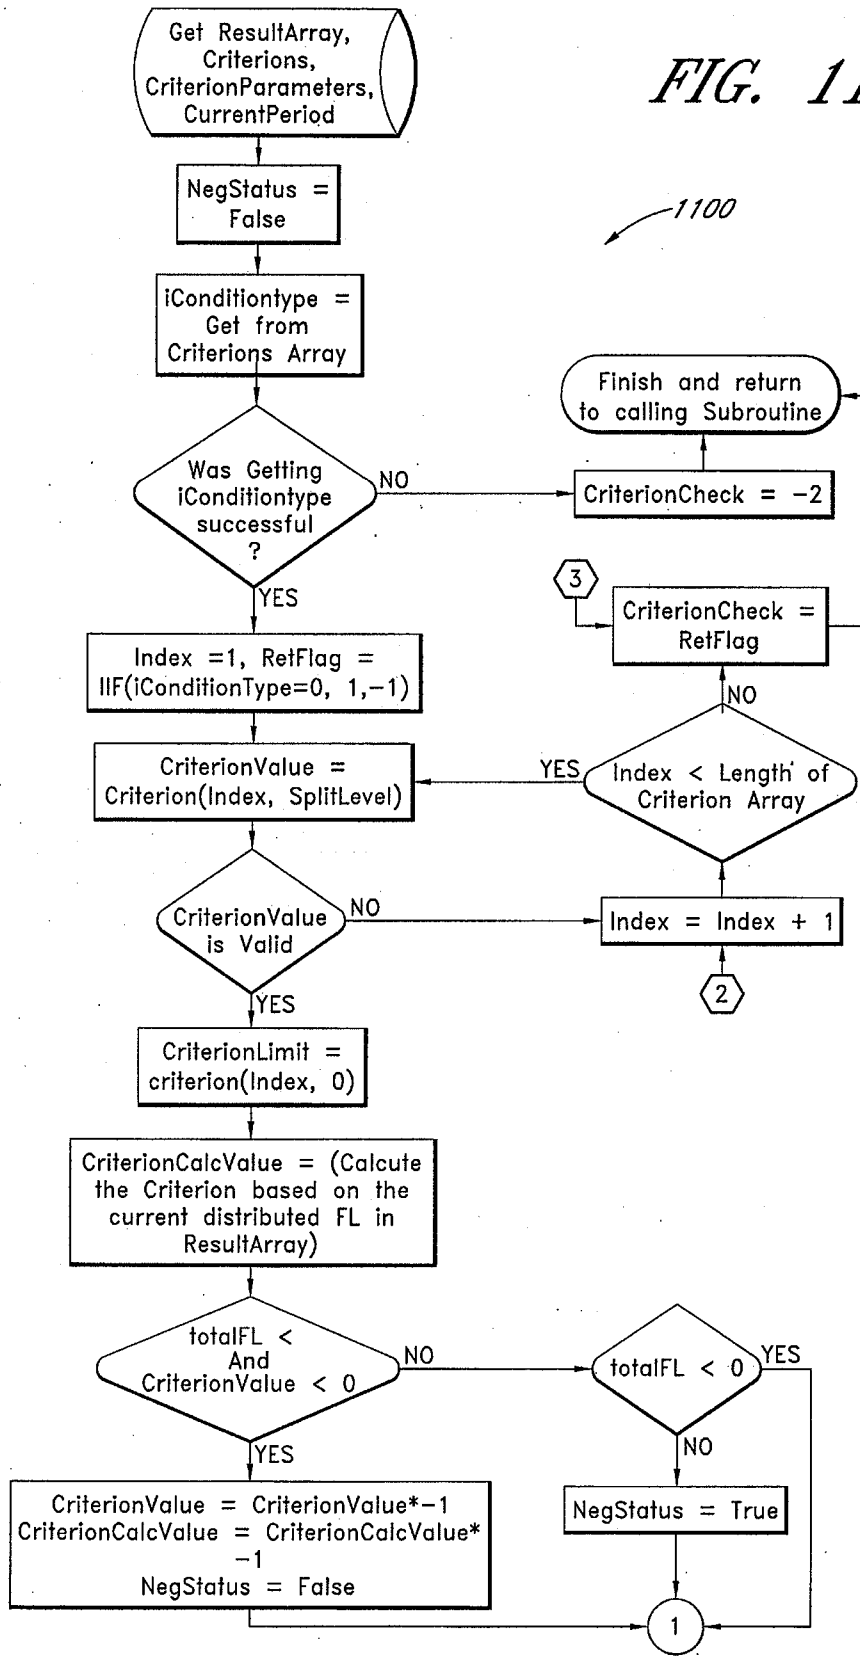 Get ResultArray,
Criterions,
CriterionParameters,
CurrentPeriod
FIG. 11
1100
NegStatus =
False
iConditiontype =
Get from
Criterions Array
Finish and return
to calling Subroutine
Was Getting
iConditiontype
successful
?
NO
CriterionCheck = -2
YES
3
CriterionCheck =
RetFlag
Index =1, RetFlag =
IIF(iConditionType=0, 1,-1)
NO
CriterionValue =
Criterion(Index, SplitLevel)
YES
Index < Length of
Criterion Array
CriterionValue
is Valid
NO
Index = Index + 1
YES
2
CriterionLimit =
criterion(Index, 0)
CriterionCalcValue = (Calcute
the Criterion based on the
current distributed FL in
ResultArray)
totalFL <
And
CriterionValue < 0
NO
totalFL < 0
YES
YES
NO
CriterionValue = CriterionValue*-1
CriterionCalcValue = CriterionCalcValue*
-1
NegStatus = False
NegStatus = True
1